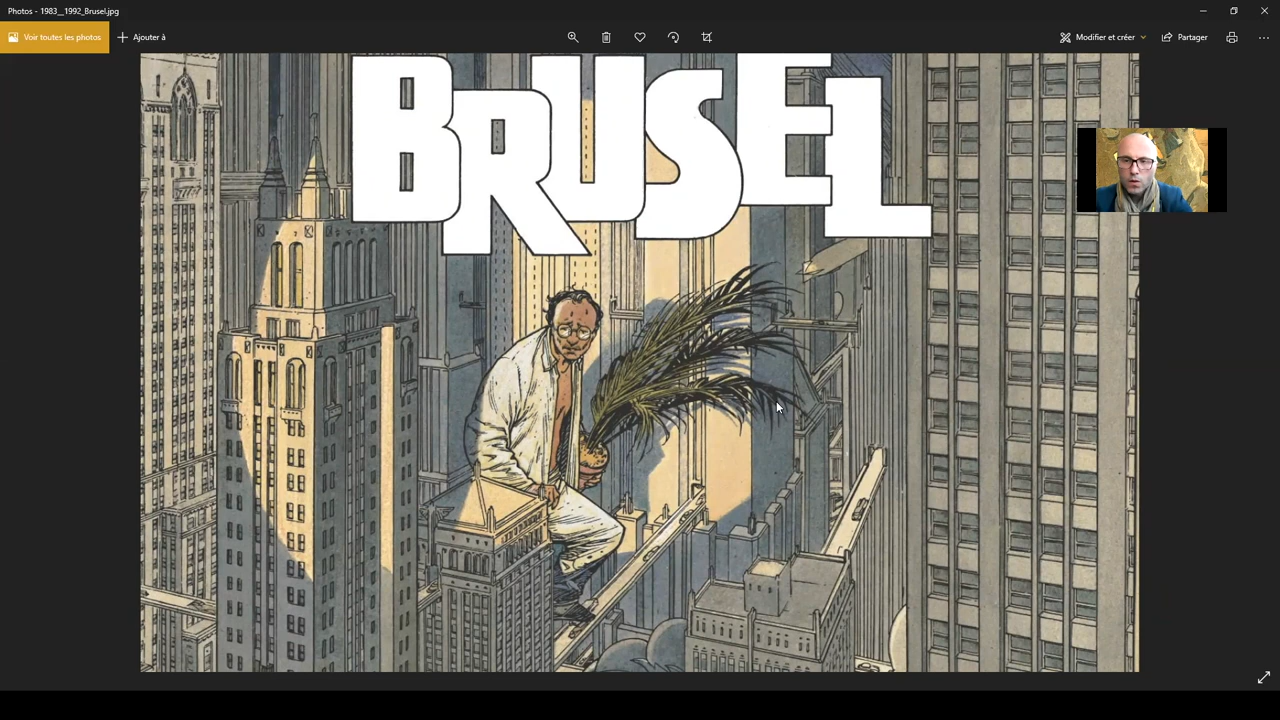 Photos - 1983__1992_Brusel.jpg
Voir toutes les photos
Ajouter à
Modifier et créer
Partager
BRUSEL